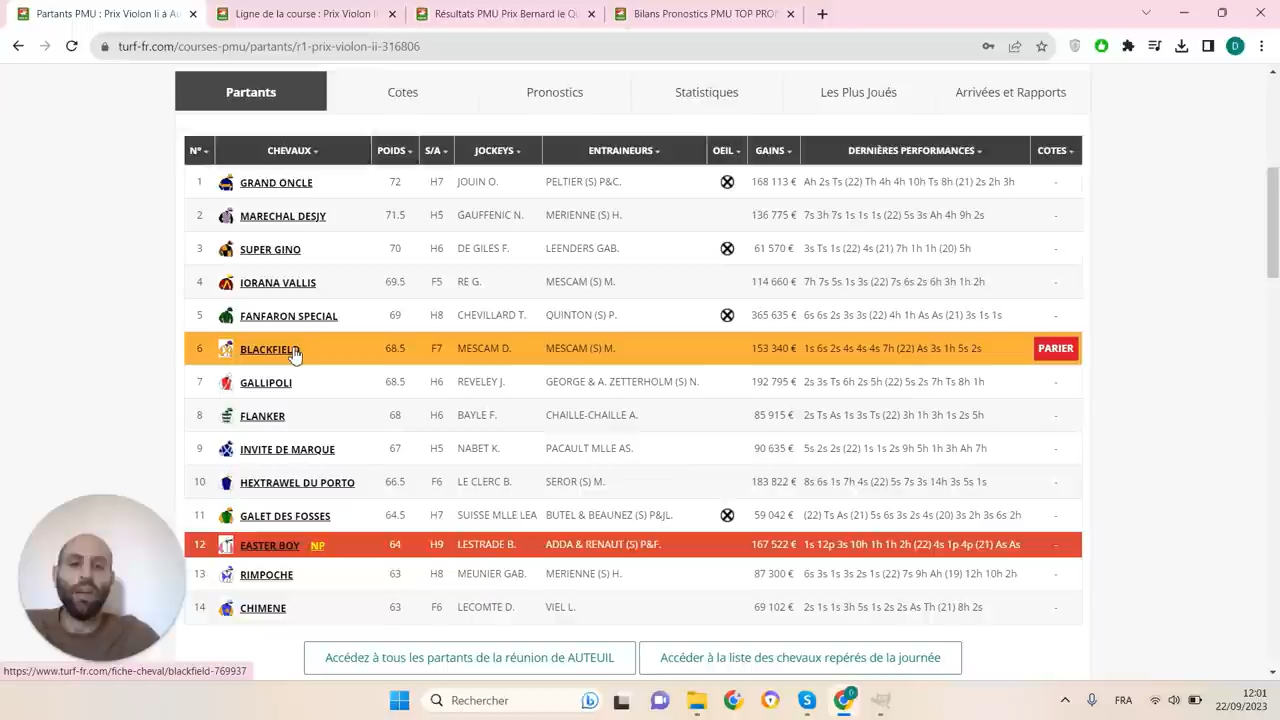 Partants PMU : Prix Violon Ii à Au
Ligne de la course : Prix Violon I
Résultats PMU Prix Bernard le Qu
Bilans Pronostics PMU TOP PROI
turf-fr.com/courses-pmu/partants/r1-prix-violon-ii-316806
Partants Cotes Pronostics Statistiques Les Plus Joués Arrivées et Rapports
N° CHEVAUX POIDS S/A JOCKEYS ENTRAINEURS OEIL GAINS DERNIÈRES PERFORMANCES COTES
1 GRAND ONCLE 72 H7 JOUIN O. PELTIER (S) P&C. 168 113 € Ah 2s Ts (22) Th 4h 4h 10h Ts 8h (21) 2s 2h 3h -
2 MARECHAL DESJY 71.5 H5 GAUFFENIC N. MERIENNE (S) H. 136 775 € 7s 3h 7s 1s 1s 1s (22) 5s 3s Ah 4h 9h 2s -
3 SUPER GINO 70 H6 DE GILES F. LEENDERS GAB. 61 570 € 3s Ts 1s (22) 4s (21) 7h 1h 1h (20) 5h -
4 IORANA VALLIS 69.5 F5 RE G. MESCAM (S) M. 114 660 € 7h 7s 5s 1s 3s (22) 7s 6s 2s 6h 3h 1h 2h -
5 FANFARON SPECIAL 69 H8 CHEVILLARD T. QUINTON (S) P. 365 635 € 6s 6s 2s 3s 3s (22) 4h 1h As As (21) 3s 1s 1s -
6 BLACKFIELD 68.5 F7 MESCAM D. MESCAM (S) M. 153 340 € 1s 6s 2s 4s 4s 4s 7h (22) As 3s 1h 5s 2s PARIER
7 GALLIPOLI 68.5 H6 REVELEY J. GEORGE & A. ZETTERHOLM (S) N. 192 795 € 2s 3s Ts 6h 2s 5h (22) 5s 2s 7h Ts 8h 1h -
8 FLANKER 68 H6 BAYLE F. CHAILLE-CHAILLE A. 85 915 € 2s Ts As 1s 3s Ts (22) 3h 1h 3h 1s 2s 5h -
9 INVITE DE MARQUE 67 H5 NABET K. PACAULT MLLE AS. 90 635 € 5s 2s 2s (22) 1s 1s 2s 9h 5h 1h 3h Ah 7h -
10 HEXTRAWEL DU PORTO 66.5 F6 LE CLERC B. SEROR (S) M. 183 822 € 8s 6s 1s 7h 4s (22) 5s 7s 3s 14h 3s 5s 1s -
11 GALET DES FOSSES 64.5 H7 SUISSE MLLE LEA BUTEL & BEAUNEZ (S) P&JL. 59 042 € (22) Ts As (21) 5s 6s 3s 2s 4s (20) 3s 2h 3s 6s 2h -
12 EASTER BOY NP 64 H9 LESTRADE B. ADDA & RENAUT (S) P&F. 167 522 € 1s 12p 3s 10h 1h 1h 2h (22) 4s 1p 4p (21) As As -
13 RIMPOCHE 63 H8 MEUNIER GAB. MERIENNE (S) H. 87 300 € 6s 3s 1s 3s 2s 1s (22) 7s 9h Ah (19) 12h 10h 2h -
14 CHIMENE 63 F6 LECOMTE D. VIEL L. 69 102 € 2s 1s 1s 3h 5s 1s 2s 2s As Th (21) 8h 2s -
Accédez à tous les partants de la réunion de AUTEUIL
Accéder à la liste des chevaux repérés de la journée
https://www.turf-fr.com/fiche-cheval/blackfield-769937
Rechercher
FRA
12:01
22/09/2023